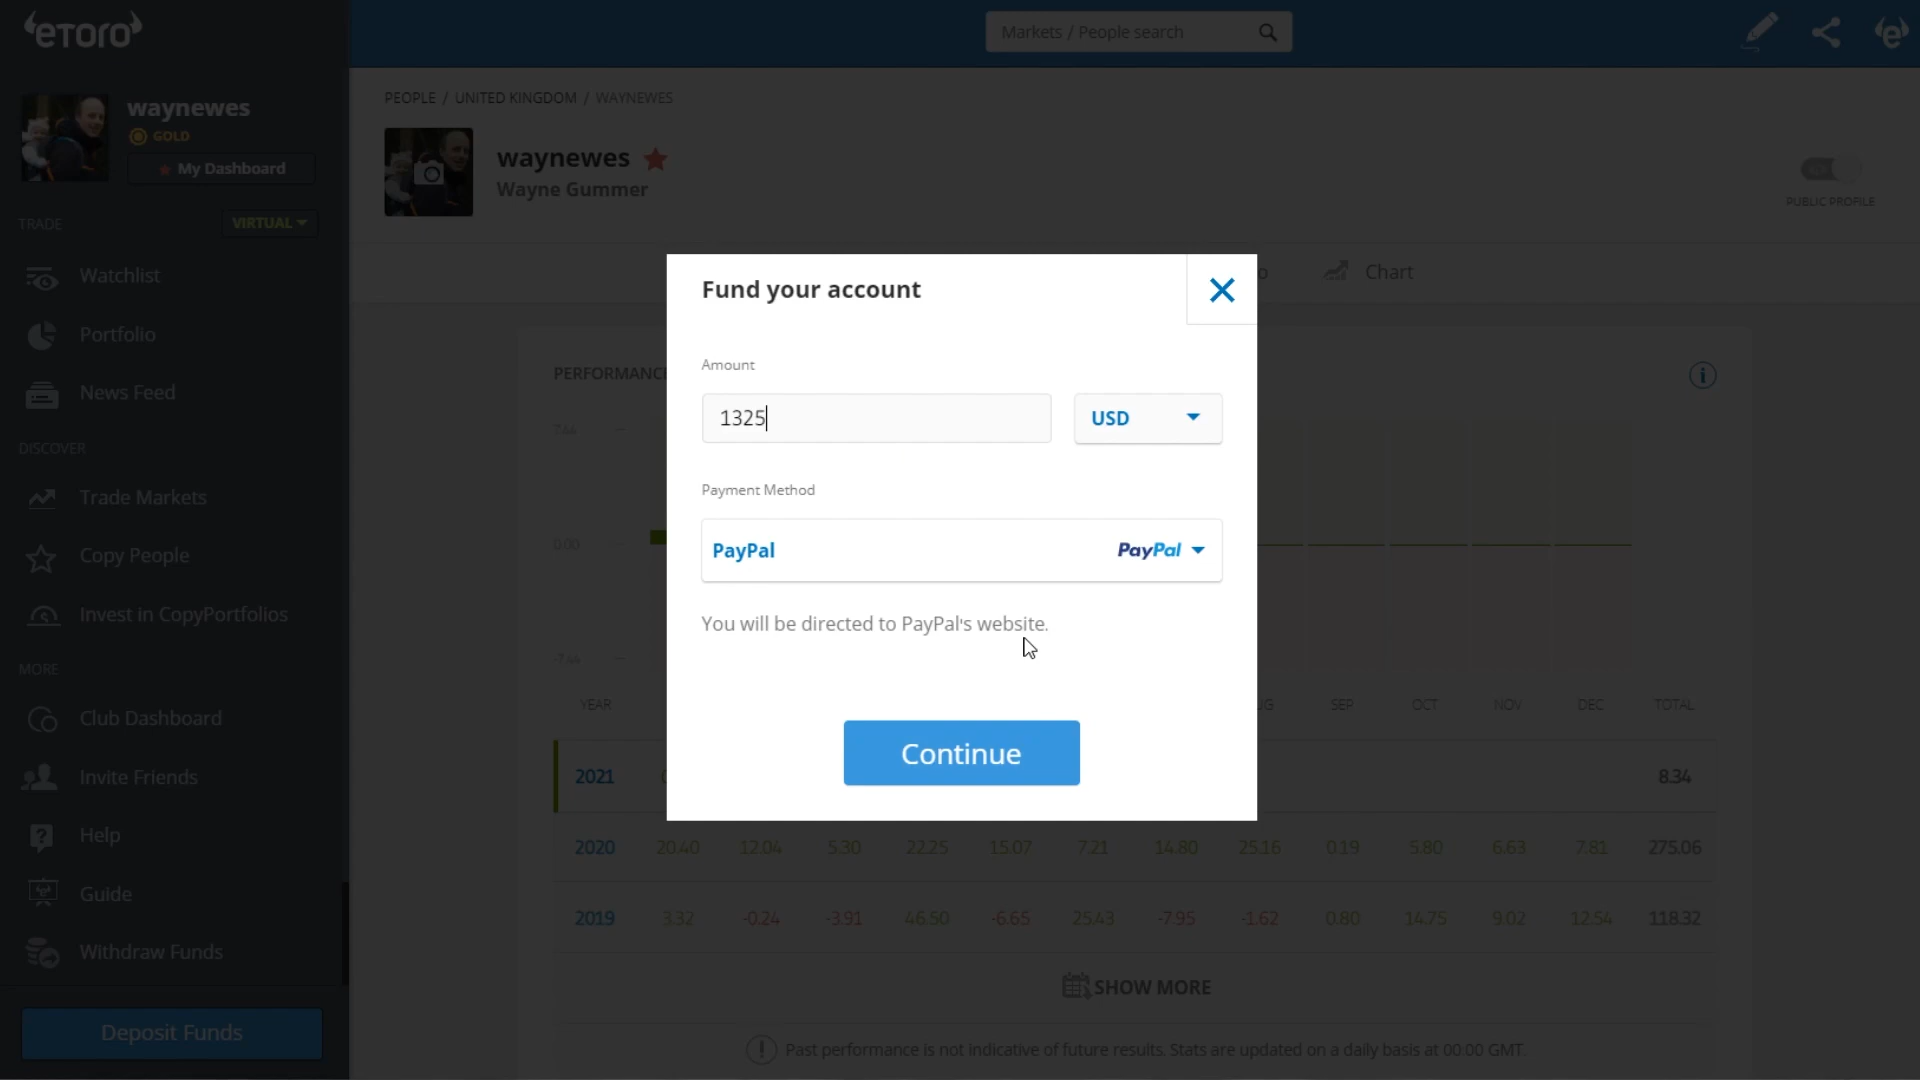 eToro
Markets / People search
waynewes
GOLD
My Dashboard
TRADE
VIRTUAL
Watchlist
Portfolio
News Feed
DISCOVER
Trade Markets
Copy People
Invest in CopyPortfolios
MORE
Club Dashboard
Invite Friends
Help
Guide
Withdraw Funds
Deposit Funds
PEOPLE / UNITED KINGDOM / WAYNEWES
waynewes
Wayne Gummer
PUBLIC PROFILE
Chart
Fund your account
Amount
1325
USD
Payment Method
PayPal PayPal
You will be directed to PayPal's website.
Continue
PERFORMANC
7.64
0.00
-7.64
YEAR SEP OCT NOV DEC TOTAL
2021 8.34
2020 20.40 12.04 5.30 22.25 15.07 7.21 14.80 25.16 0.19 5.80 6.63 7.81 275.06
2019 3.32 -0.24 -3.91 46.50 -6.65 25.43 -7.95 -1.62 0.80 14.75 9.02 12.54 118.32
SHOW MORE
Past performance is not indicative of future results. Stats are updated on a daily basis at 00:00 GMT.